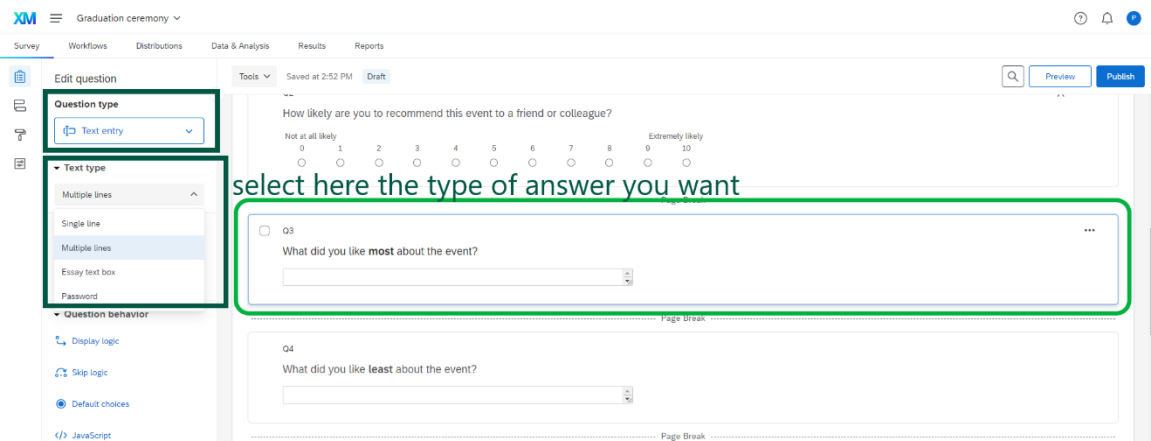 XM Graduation ceremony
Survey Workflows Distributions Data & Analysis Results Reports
Edit question
Tools Saved at 2:52 PM Draft Preview Publish
Question type
Text entry
Text type
Multiple lines
Single line
Multiple lines
Essay text box
Password
Question behavior
Display logic
Skip logic
Default choices
</> JavaScript
How likely are you to recommend this event to a friend or colleague?
Not at all likely Extremely likely
0 1 2 3 4 5 6 7 8 9 10
select here the type of answer you want
Page Break
Q3
What did you like most about the event?
Page Break
Q4
What did you like least about the event?
Page Break